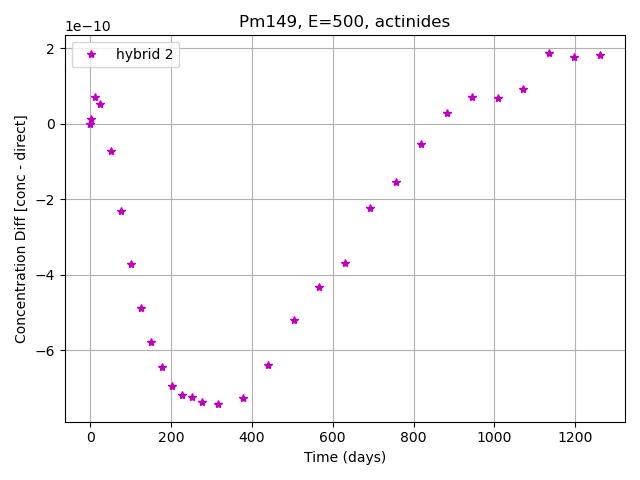 Pm149, E=500, actinides
1e−10
hybrid 2
2
0
−2
−4
−6
Concentration Diff [conc - direct]
0 200 400 600 800 1000 1200
Time (days)